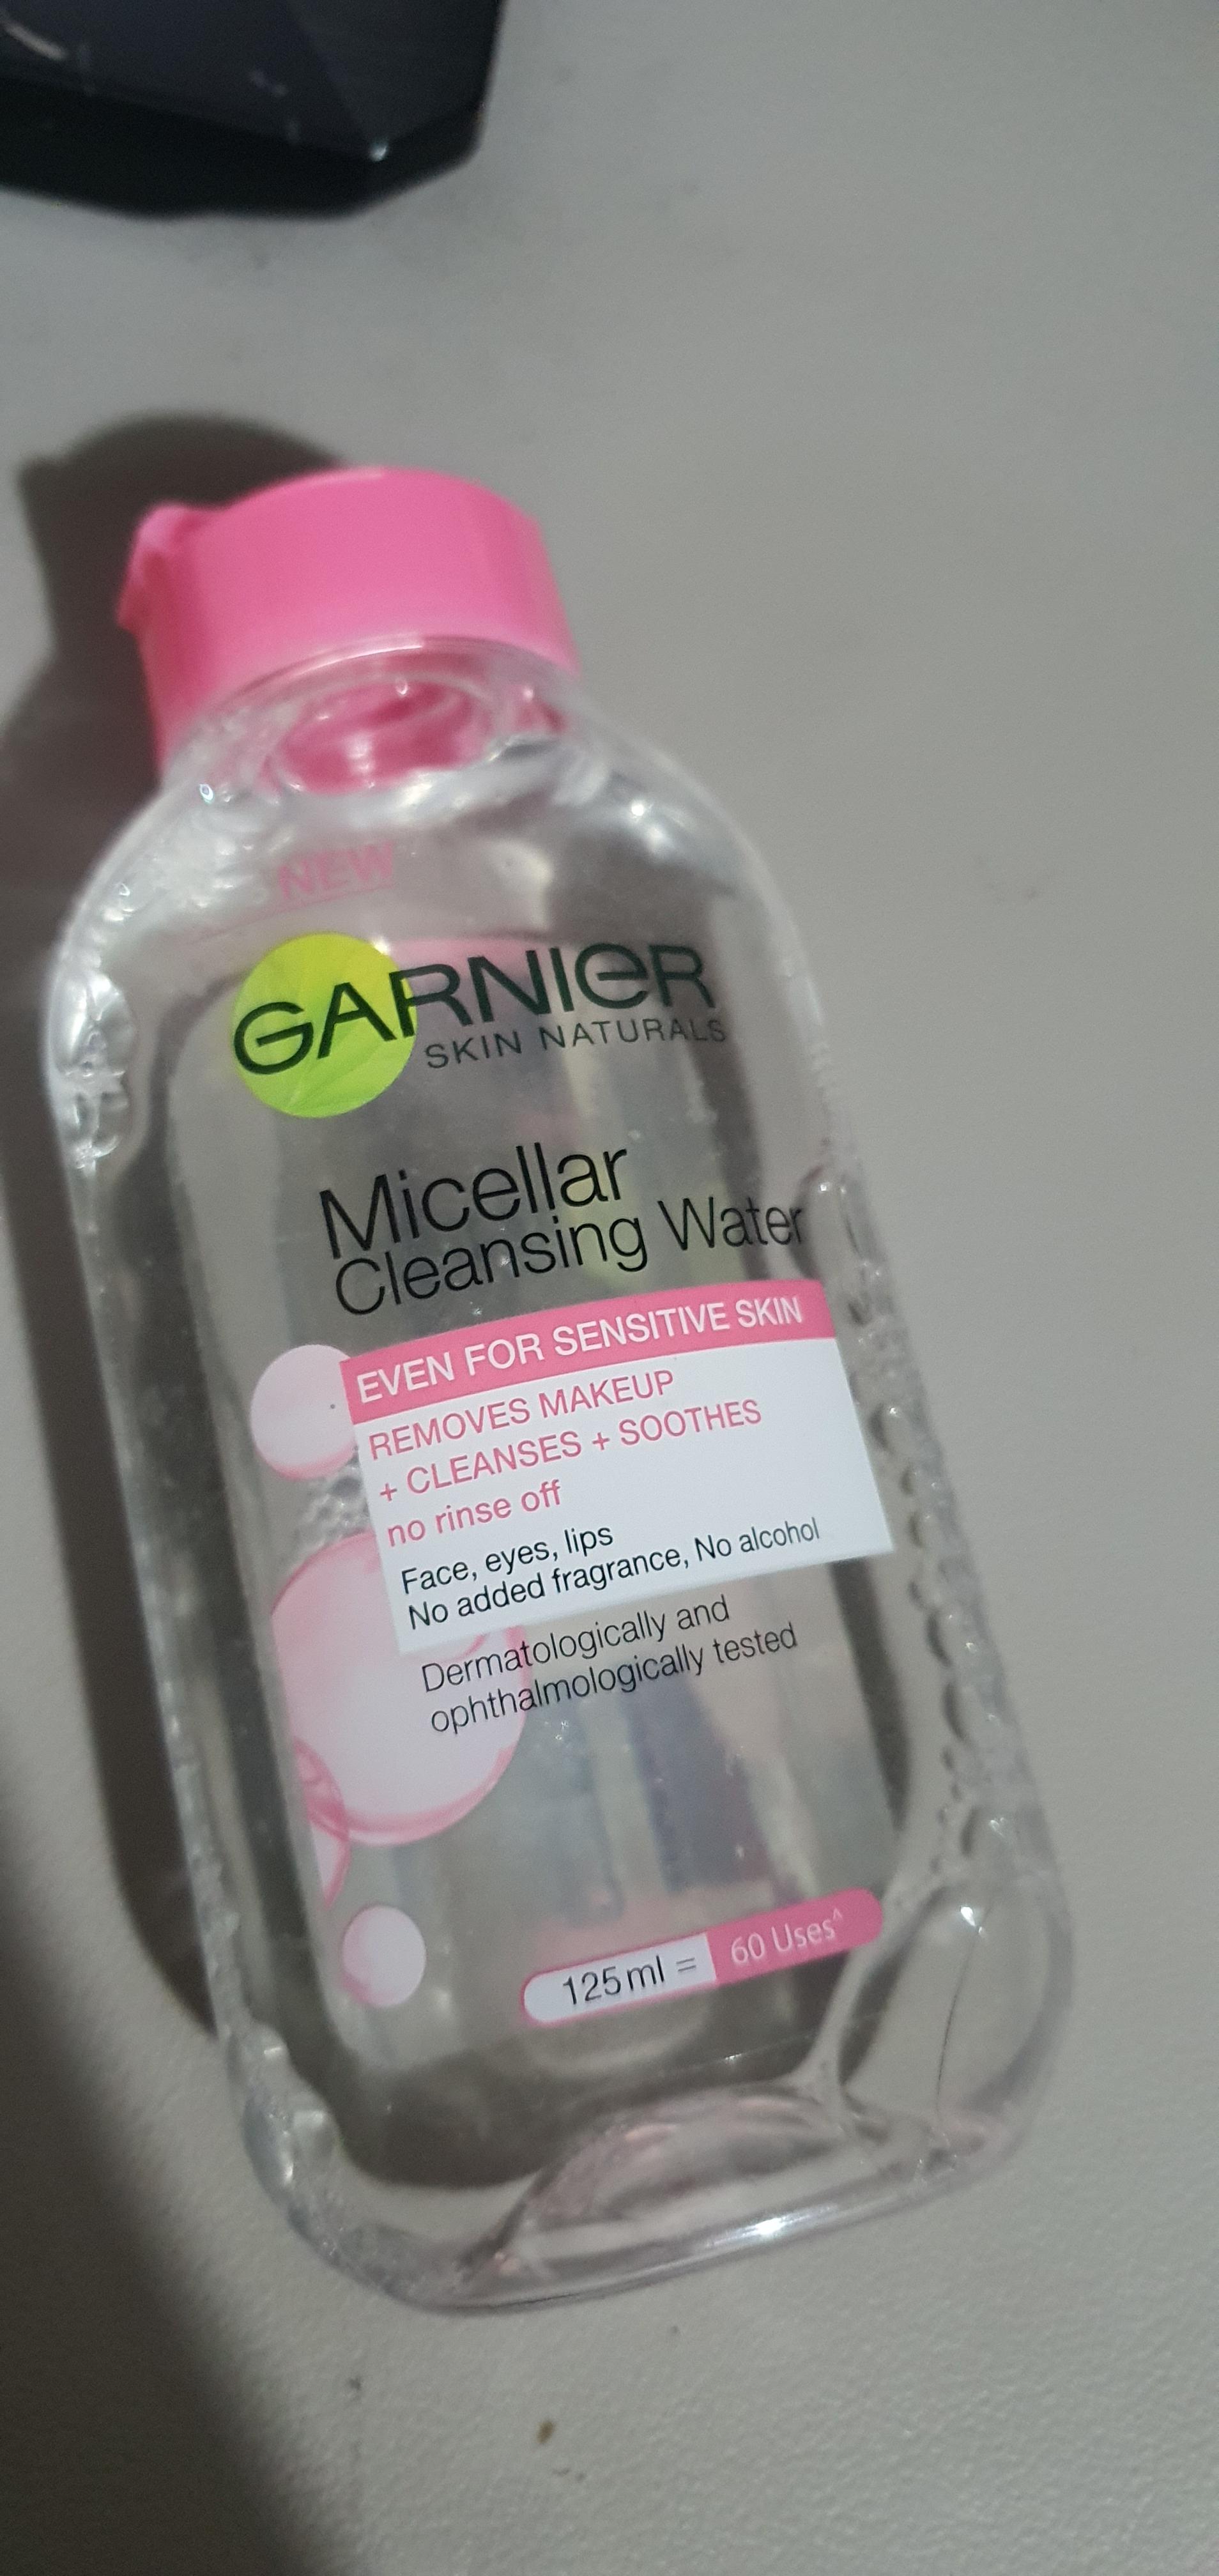 NEW
GARNIER
SKIN NATURALS
Micellar
Cleansing Water
EVEN FOR SENSITIVE SKIN
REMOVES MAKEUP
+ CLEANSES + SOOTHES
no rinse off
Face, eyes, lips
No added fragrance, No alcohol
Dermatologically and
ophthalmologically tested
125ml = 60 Uses^